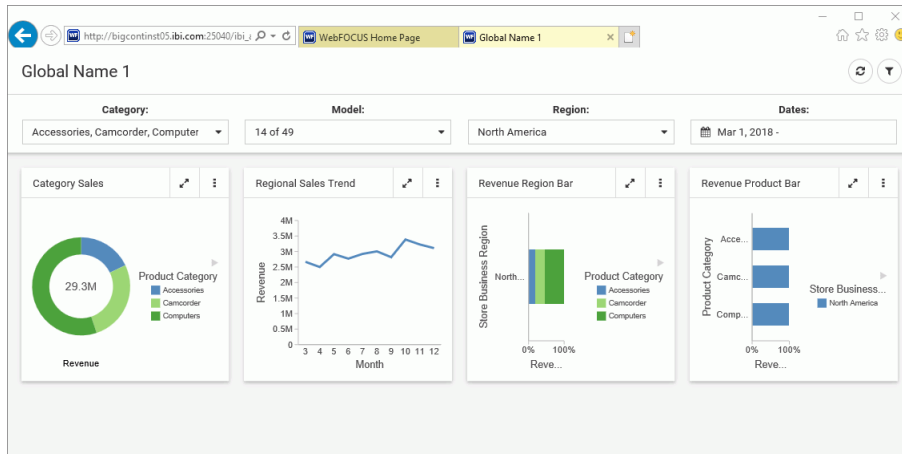 http://bigcontinst05.ibi.com:25040/ibi_
WebFOCUS Home Page
Global Name 1
Global Name 1
Category:
Model:
Region:
Dates:
Accessories, Camcorder, Computer
14 of 49
North America
Mar 1, 2018 -
Category Sales
29.3M
Product Category
Accessories
Camcorder
Computers
Revenue
Regional Sales Trend
Revenue
4M
3.5M
3M
2.5M
2M
1.5M
1M
0.5M
0
3 4 5 6 7 8 9 10 11 12
Month
Revenue Region Bar
Store Business Region
North...
0% 100%
Reve...
Product Category
Accessories
Camcorder
Computers
Revenue Product Bar
Product Category
Acce...
Camc...
Comp...
0% 100%
Reve...
Store Business...
North America